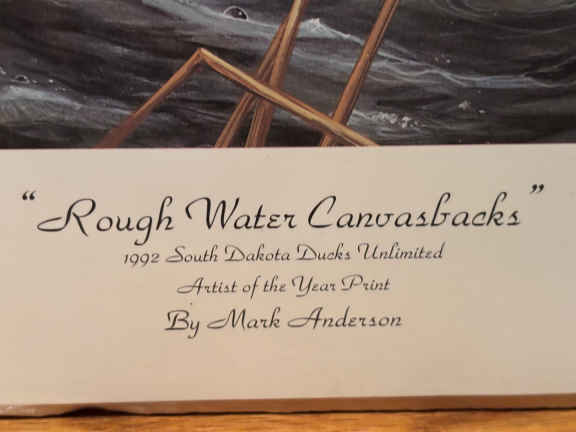 "Rough Water Canvasbacks"
1992 South Dakota Ducks Unlimited
Artist of the Year Print
By Mark Anderson